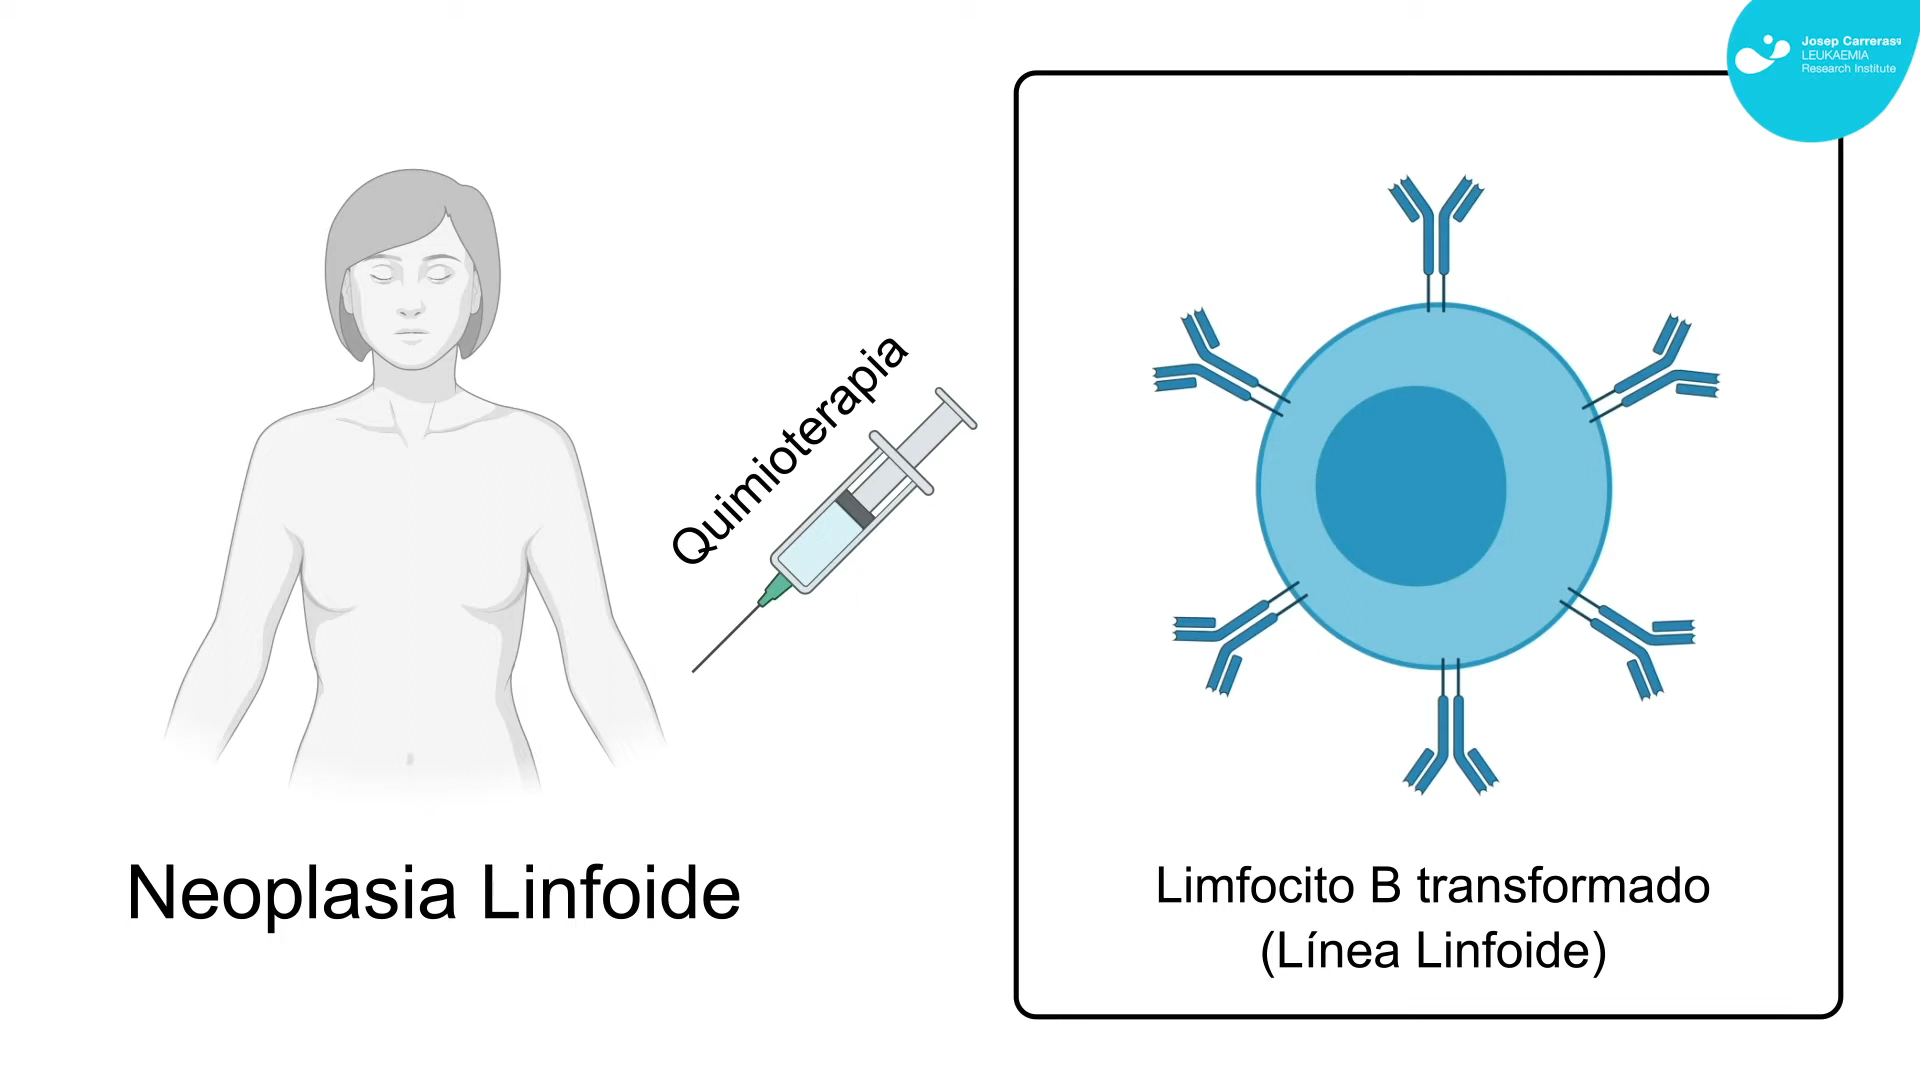 Josep Carreras
LEUKAEMIA
Research Institute
Quimioterapia
Neoplasia Linfoide
Limfocito B transformado
(Línea Linfoide)